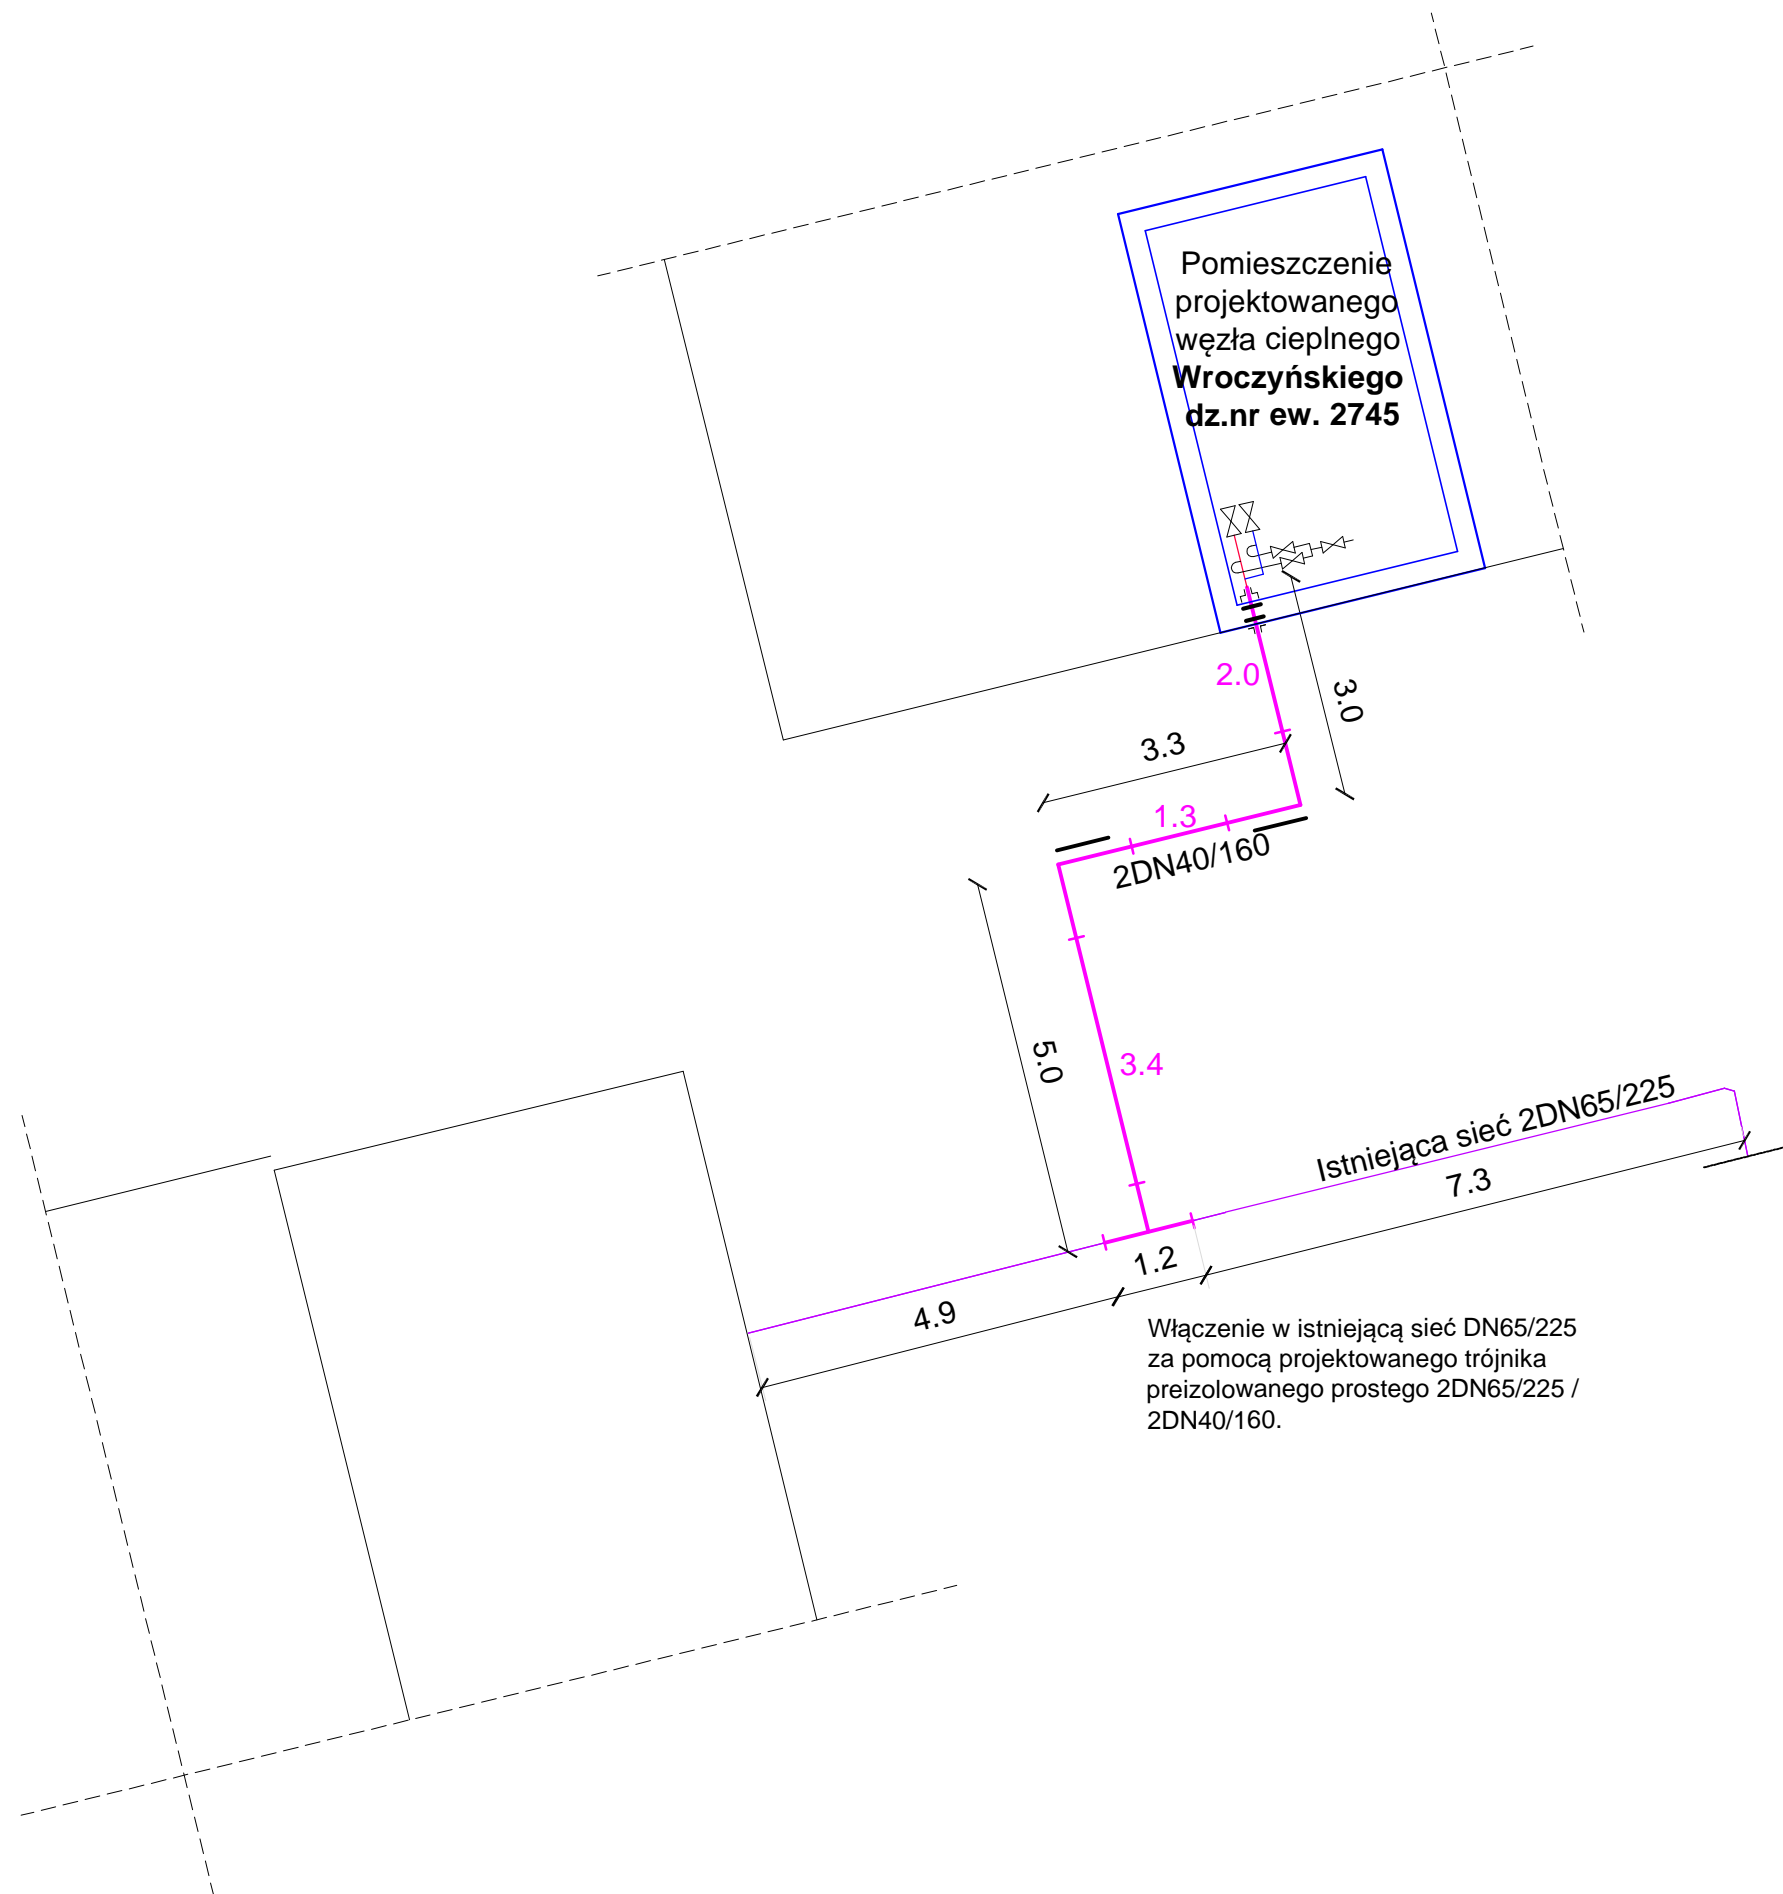 Pomieszczenie
projektowanego
węzła cieplnego
Wroczyńskiego
dz.nr ew. 2745
2.0
3.0
3.3
1.3
2DN40/160
5.0
3.4
Istniejąca sieć 2DN65/225
7.3
1.2
4.9
Włączenie w istniejącą sieć DN65/225
za pomocą projektowanego trójnika
preizolowanego prostego 2DN65/225 /
2DN40/160.